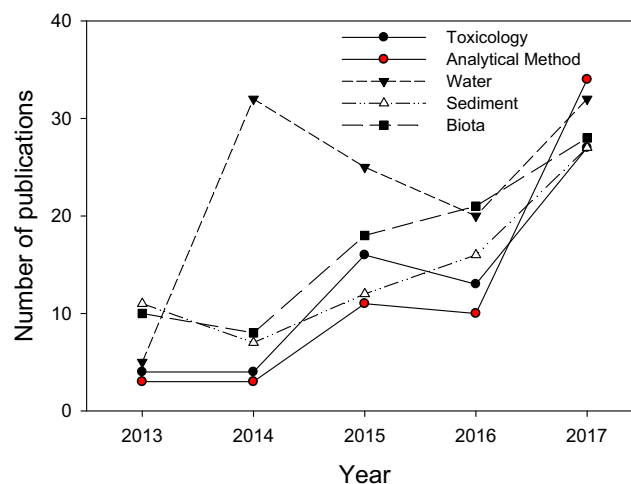 40
30
20
10
0
Number of publications
Toxicology
Analytical Method
Water
Sediment
Biota
2013 2014 2015 2016 2017
Year